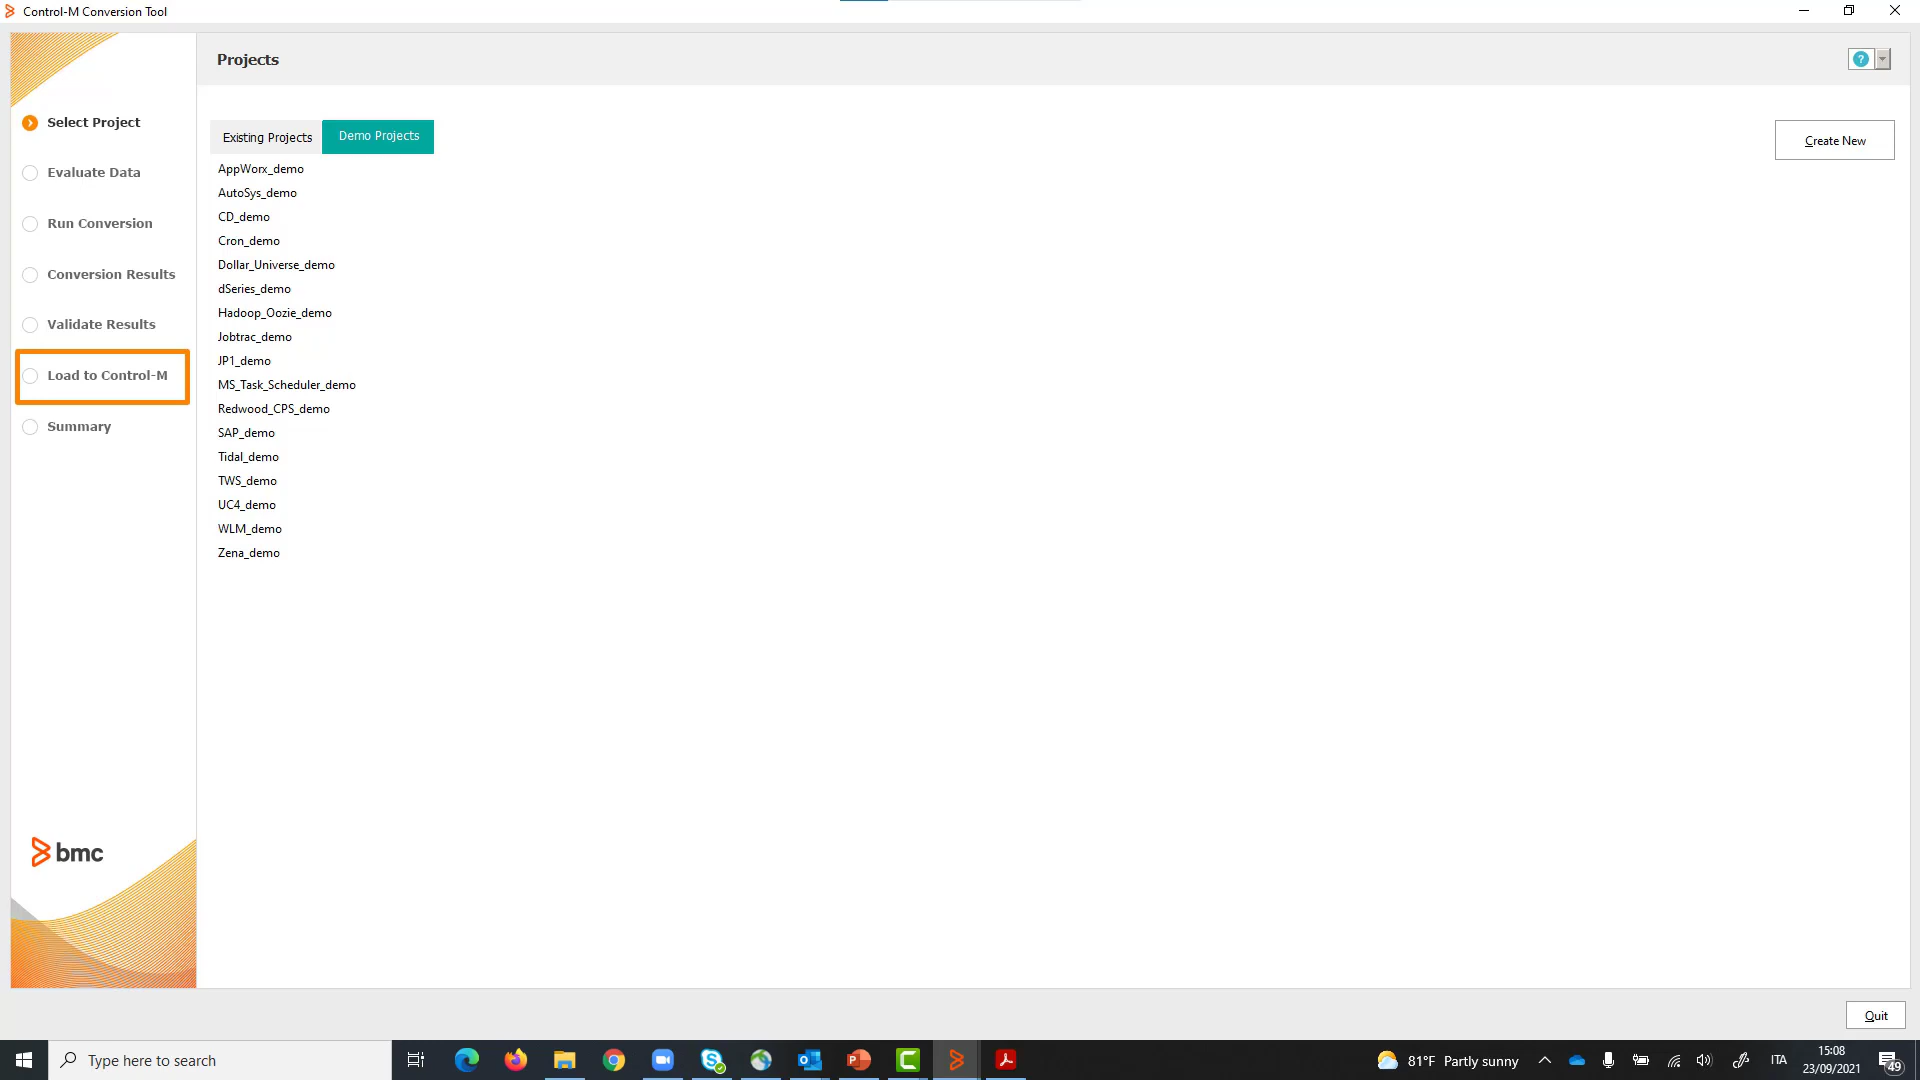 Control-M Conversion Tool
Projects
?
Select Project
Evaluate Data
Run Conversion
Conversion Results
Validate Results
Load to Control-M
Summary
Existing Projects
Demo Projects
Create New
AppWorx_demo
AutoSys_demo
CD_demo
Cron_demo
Dollar_Universe_demo
dSeries_demo
Hadoop_Oozie_demo
Jobtrac_demo
JP1_demo
MS_Task_Scheduler_demo
Redwood_CPS_demo
SAP_demo
Tidal_demo
TWS_demo
UC4_demo
WLM_demo
Zena_demo
bmc
Quit
Type here to search
81°F Partly sunny
ITA
15:08
23/09/2021
49